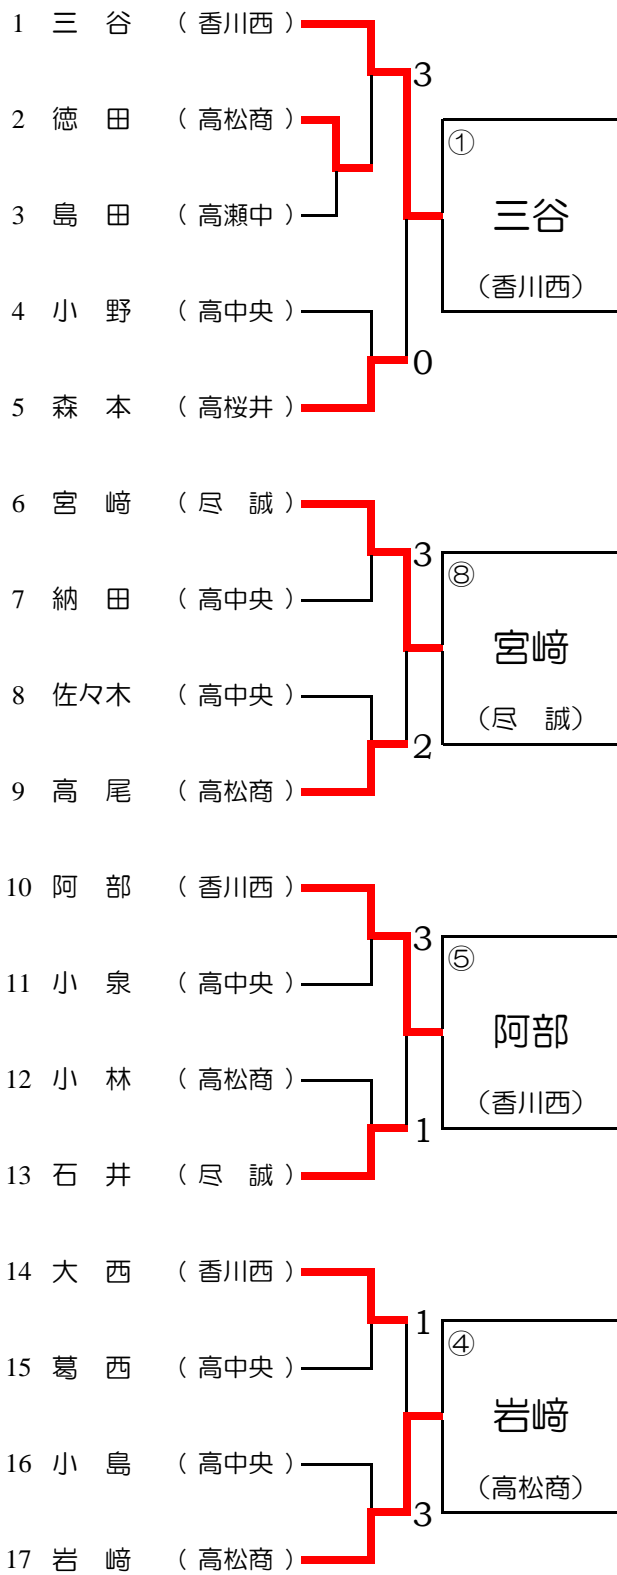 1 三 谷 （ 香川西 ）
3
2 徳 田 （ 高松商 ）
①
3 島 田 （ 高瀬中 ）
三谷
（香川西）
4 小 野 （ 高中央 ）
0
5 森 本 （ 高桜井 ）
6 宮 﨑 （ 尽 誠 ）
3
⑧
7 納 田 （ 高中央 ）
宮﨑
8 佐々木 （ 高中央 ）
（尽 誠）
2
9 高 尾 （ 高松商 ）
10 阿 部 （ 香川西 ）
3
⑤
11 小 泉 （ 高中央 ）
阿部
12 小 林 （ 高松商 ）
（香川西）
1
13 石 井 （ 尽 誠 ）
14 大 西 （ 香川西 ）
1
④
15 葛 西 （ 高中央 ）
岩﨑
16 小 島 （ 高中央 ）
（高松商）
3
17 岩 﨑 （ 高松商 ）